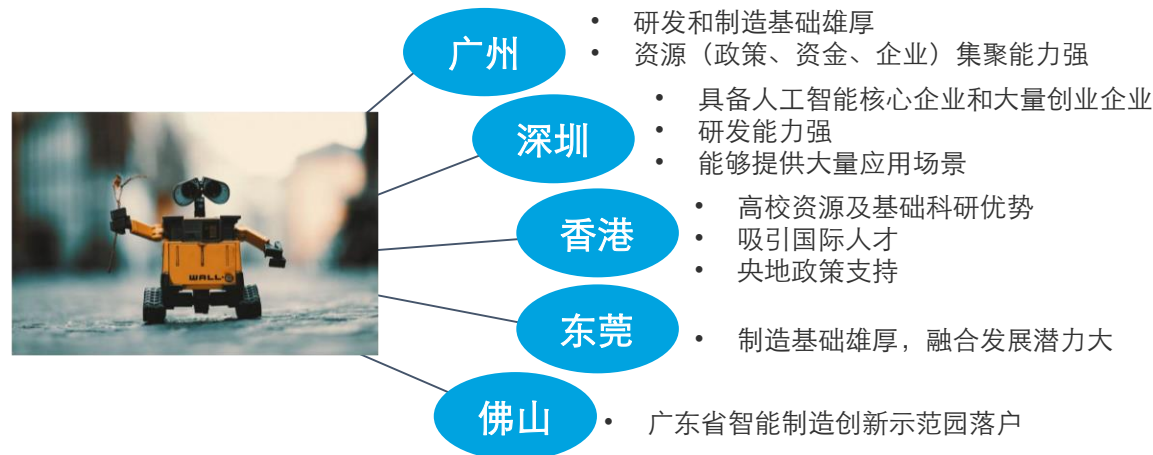 广州
研发和制造基础雄厚
资源（政策、资金、企业）集聚能力强
深圳
具备人工智能核心企业和大量创业企业
研发能力强
能够提供大量应用场景
香港
高校资源及基础科研优势
吸引国际人才
央地政策支持
东莞
制造基础雄厚，融合发展潜力大
佛山
广东省智能制造创新示范园落户
WALL·E